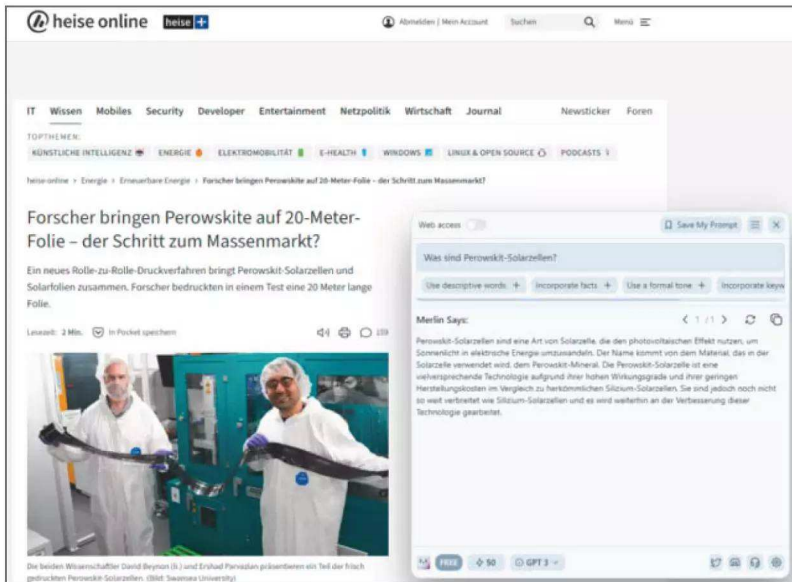 heise online heise +
Abmelden | Mein Account
Suchen
Menü
IT Wissen Mobiles Security Developer Entertainment Netzpolitik Wirtschaft Journal Newsticker Foren
TOPTHEMEN:
KÜNSTLICHE INTELLIGENZ ENERGIE ELEKTROMOBILITÄT E-HEALTH WINDOWS LINUX & OPEN SOURCE PODCASTS
heise online > Energie > Erneuerbare Energie > Forscher bringen Perowskite auf 20-Meter-Folie – der Schritt zum Massenmarkt?
Forscher bringen Perowskite auf 20-Meter-
Folie – der Schritt zum Massenmarkt?
Ein neues Rolle-zu-Rolle-Druckverfahren bringt Perowskit-Solarzellen und
Solarfolien zusammen. Forscher bedruckten in einem Test eine 20 Meter lange
Folie.
Lesezeit: 2 Min. In Pocket speichern
159
Die beiden Wissenschaftler David Beynon (li.) und Ershad Parvazian präsentieren ein Teil der frisch
gedruckten Perowskit-Solarzellen. (Bild: Swansea University)
Web access
Save My Prompt
Was sind Perowskit-Solarzellen?
Use descriptive words + Incorporate facts + Use a formal tone + Incorporate keyw
Merlin Says:
< 1 /1 >
Perowskit-Solarzellen sind eine Art von Solarzelle, die den photovoltaischen Effekt nutzen, um
Sonnenlicht in elektrische Energie umzuwandeln. Der Name kommt von dem Material, das in der
Solarzelle verwendet wird, dem Perowskit-Mineral. Die Perowskit-Solarzelle ist eine
vielversprechende Technologie aufgrund ihrer hohen Wirkungsgrade und ihrer geringen
Herstellungskosten im Vergleich zu herkömmlichen Silizium-Solarzellen. Sie sind jedoch noch nicht
so weit verbreitet wie Silizium-Solarzellen und es wird weiterhin an der Verbesserung dieser
Technologie gearbeitet.
FREE 50 GPT 3